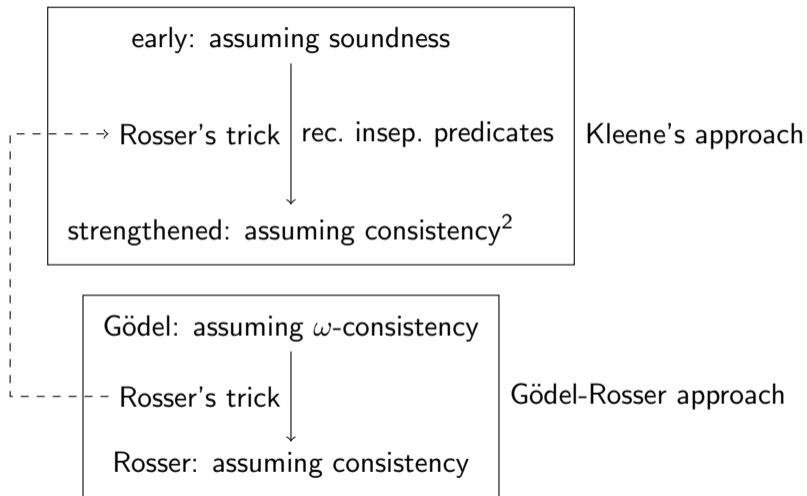 early: assuming soundness
Rosser's trick rec. insep. predicates Kleene's approach
strengthened: assuming consistency²
Gödel: assuming ω-consistency
Rosser's trick Gödel-Rosser approach
Rosser: assuming consistency